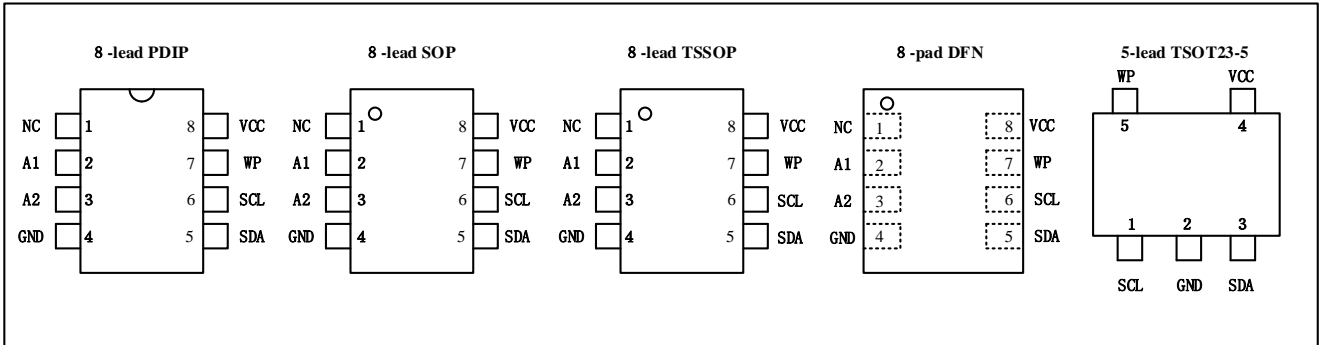 8-lead PDIP 8-lead SOP 8-lead TSSOP 8-pad DFN 5-lead TSOT23-5
WP VCC
NC 1 8 VCC NC 1 8 VCC NC 1 8 VCC NC 1 8 VCC 5 4
A1 2 7 WP A1 2 7 WP A1 2 7 WP A1 2 7 WP
A2 3 6 SCL A2 3 6 SCL A2 3 6 SCL A2 3 6 SCL
GND 4 5 SDA GND 4 5 SDA GND 4 5 SDA GND 4 5 SDA 1 2 3
SCL GND SDA